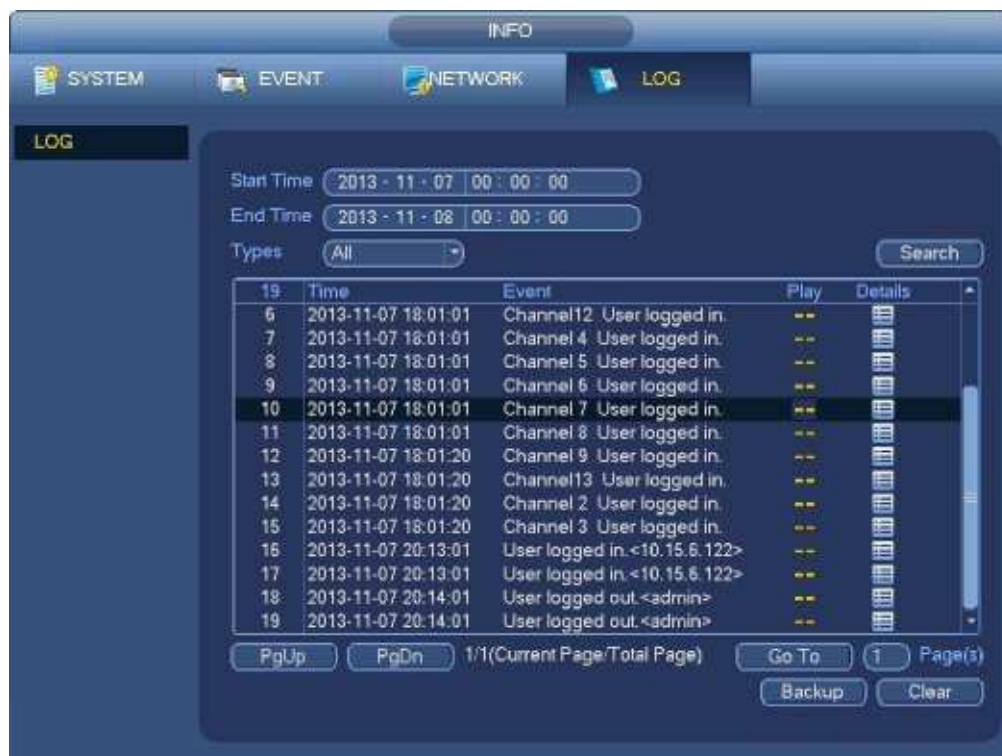 INFO
SYSTEM EVENT NETWORK LOG
LOG
Start Time 2013 - 11 - 07 00 : 00 : 00
End Time 2013 - 11 - 08 00 : 00 : 00
Types All Search
19 Time Event Play Details
6 2013-11-07 18:01:01 Channel12 User logged in. --
7 2013-11-07 18:01:01 Channel 4 User logged in. --
8 2013-11-07 18:01:01 Channel 5 User logged in. --
9 2013-11-07 18:01:01 Channel 6 User logged in. --
10 2013-11-07 18:01:01 Channel 7 User logged in. --
11 2013-11-07 18:01:01 Channel 8 User logged in. --
12 2013-11-07 18:01:20 Channel 9 User logged in. --
13 2013-11-07 18:01:20 Channel13 User logged in. --
14 2013-11-07 18:01:20 Channel 2 User logged in. --
15 2013-11-07 18:01:20 Channel 3 User logged in. --
16 2013-11-07 20:13:01 User logged in.<10.15.6.122> --
17 2013-11-07 20:13:01 User logged in.<10.15.6.122> --
18 2013-11-07 20:14:01 User logged out.<admin> --
19 2013-11-07 20:14:01 User logged out.<admin> --
PgUp PgDn 1/1(Current Page/Total Page) Go To 1 Page(s)
Backup Clear